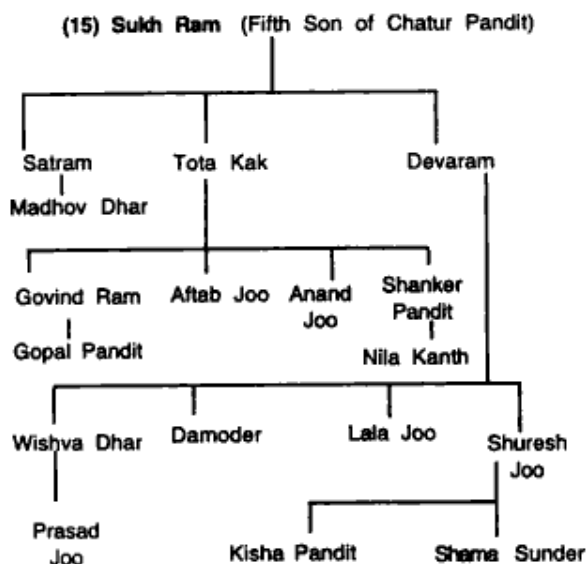 (15) Sukh Ram (Fifth Son of Chatur Pandit)
Satram Tota Kak Devaram
Madhov Dhar
Govind Ram Aftab Joo Anand Joo Shanker Pandit
Gopal Pandit Nila Kanth
Wishva Dhar Damoder Lala Joo Shuresh Joo
Prasad Joo
Kisha Pandit Shama Sunder